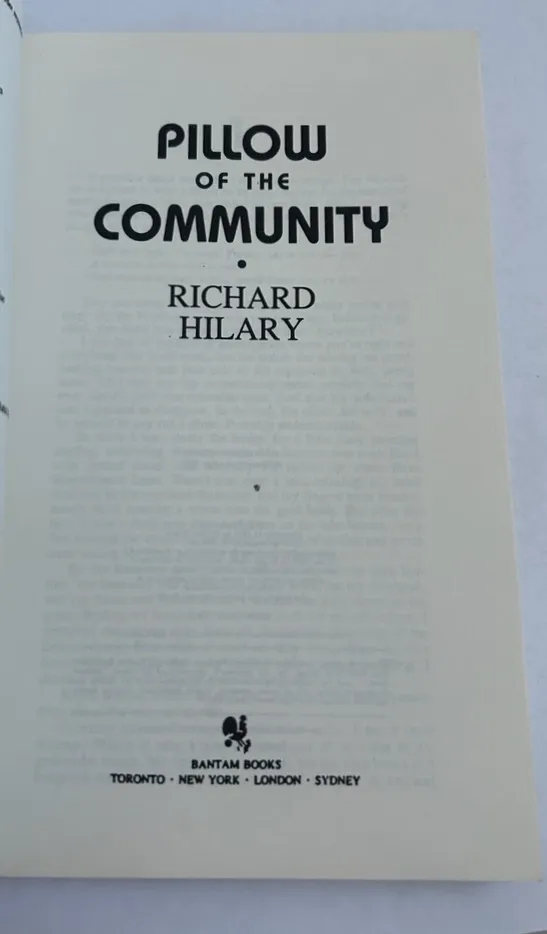 PILLOW
OF THE
COMMUNITY
•
RICHARD
HILARY
BANTAM BOOKS
TORONTO · NEW YORK · LONDON · SYDNEY